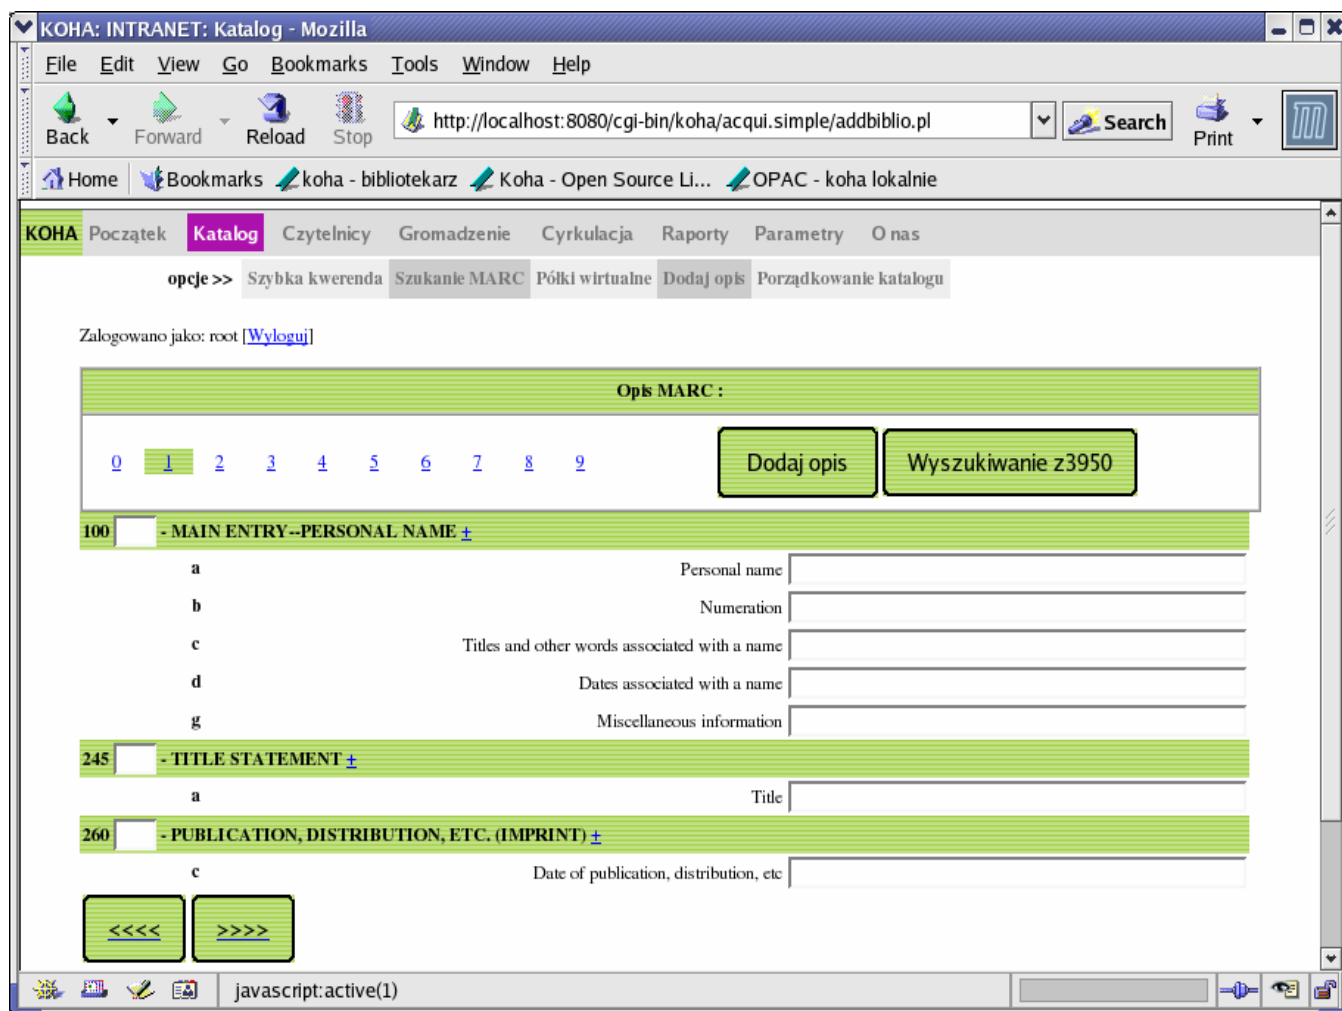 KOHA: INTRANET: Katalog - Mozilla
File Edit View Go Bookmarks Tools Window Help
Back Forward Reload Stop http://localhost:8080/cgi-bin/koha/acqui.simple/addbiblio.pl Search Print
Home Bookmarks koha - bibliotekarz Koha - Open Source Li... OPAC - koha lokalnie
KOHA Początek Katalog Czytelnicy Gromadzenie Cyrkulacja Raporty Parametry O nas
opcje >> Szybka kwerenda Szukanie MARC Półki wirtualne Dodaj opis Porządkowanie katalogu
Zalogowano jako: root [Wyloguj]
Opis MARC :
0 1 2 3 4 5 6 7 8 9 Dodaj opis Wyszukiwanie z3950
100 - MAIN ENTRY--PERSONAL NAME +
a Personal name
b Numeration
c Titles and other words associated with a name
d Dates associated with a name
g Miscellaneous information
245 - TITLE STATEMENT +
a Title
260 - PUBLICATION, DISTRIBUTION, ETC. (IMPRINT) +
c Date of publication, distribution, etc
<<<< >>>>
javascript:active(1)